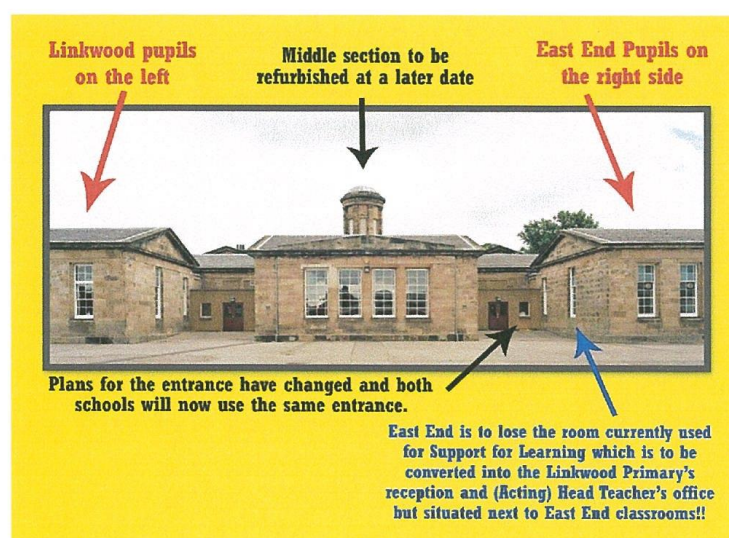 Linkwood pupils
on the left
Middle section to be
refurbished at a later date
East End Pupils on
the right side
Plans for the entrance have changed and both
schools will now use the same entrance.
East End is to lose the room currently used
for Support for Learning which is to be
converted into the Linkwood Primary's
reception and (Acting) Head Teacher's office
but situated next to East End classrooms!!